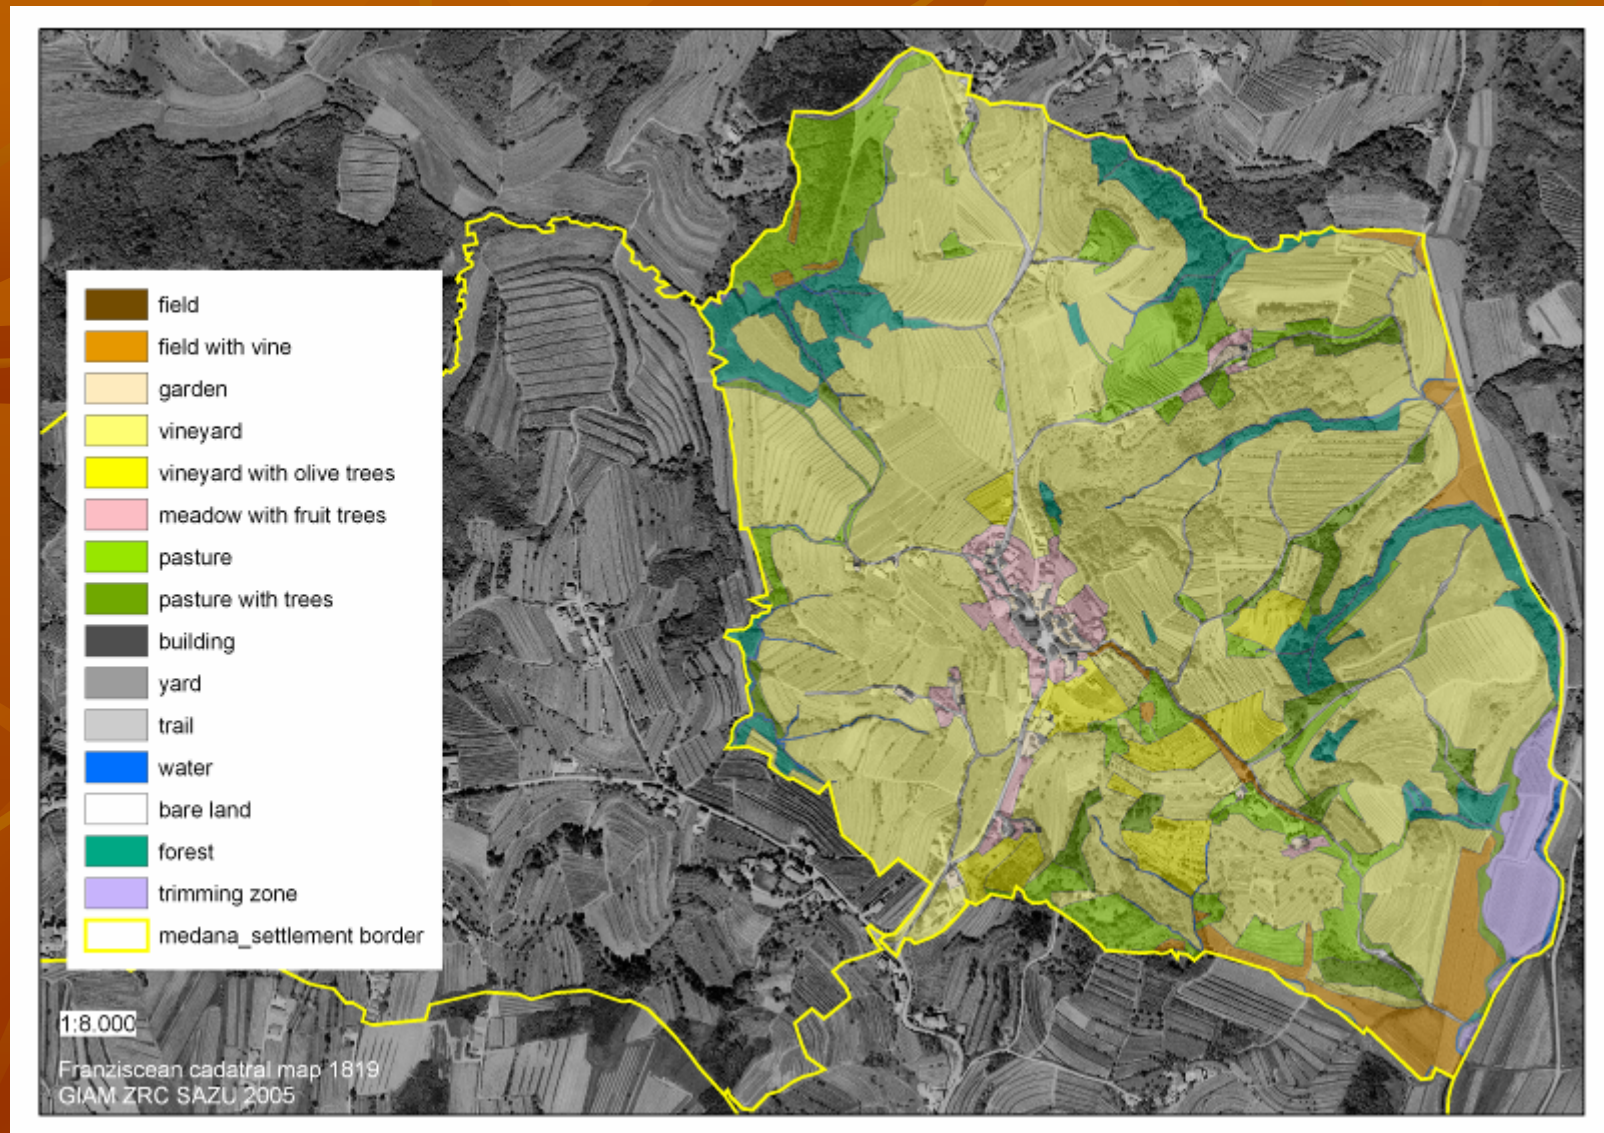 field
field with vine
garden
vineyard
vineyard with olive trees
meadow with fruit trees
pasture
pasture with trees
building
yard
trail
water
bare land
forest
trimming zone
medana_settlement border
1:8.000
Franziscean cadatral map 1819
GIAM ZRC SAZU 2005